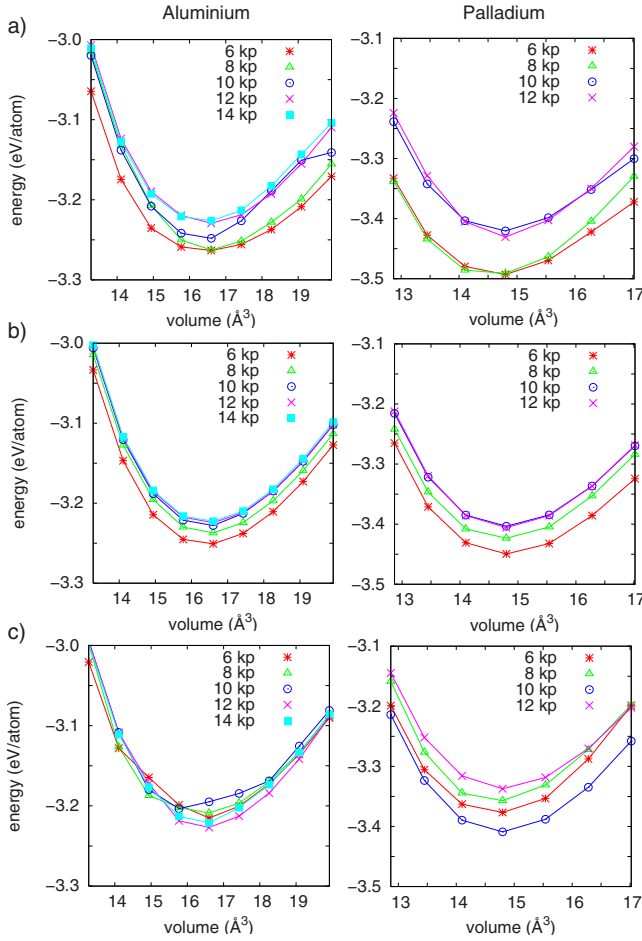 Aluminium
Palladium
a)
−3.0
−3.1
−3.2
−3.3
energy (eV/atom)
14 15 16 17 18 19
volume (Å3)
6 kp
8 kp
10 kp
12 kp
14 kp
−3.1
−3.2
−3.3
−3.4
−3.5
13 14 15 16 17
volume (Å3)
6 kp
8 kp
10 kp
12 kp
b)
−3.0
−3.1
−3.2
−3.3
energy (eV/atom)
14 15 16 17 18 19
volume (Å3)
6 kp
8 kp
10 kp
12 kp
14 kp
−3.1
−3.2
−3.3
−3.4
−3.5
13 14 15 16 17
volume (Å3)
6 kp
8 kp
10 kp
12 kp
c)
−3.0
−3.1
−3.2
−3.3
energy (eV/atom)
14 15 16 17 18 19
volume (Å3)
6 kp
8 kp
10 kp
12 kp
14 kp
−3.1
−3.2
−3.3
−3.4
−3.5
13 14 15 16 17
volume (Å3)
6 kp
8 kp
10 kp
12 kp